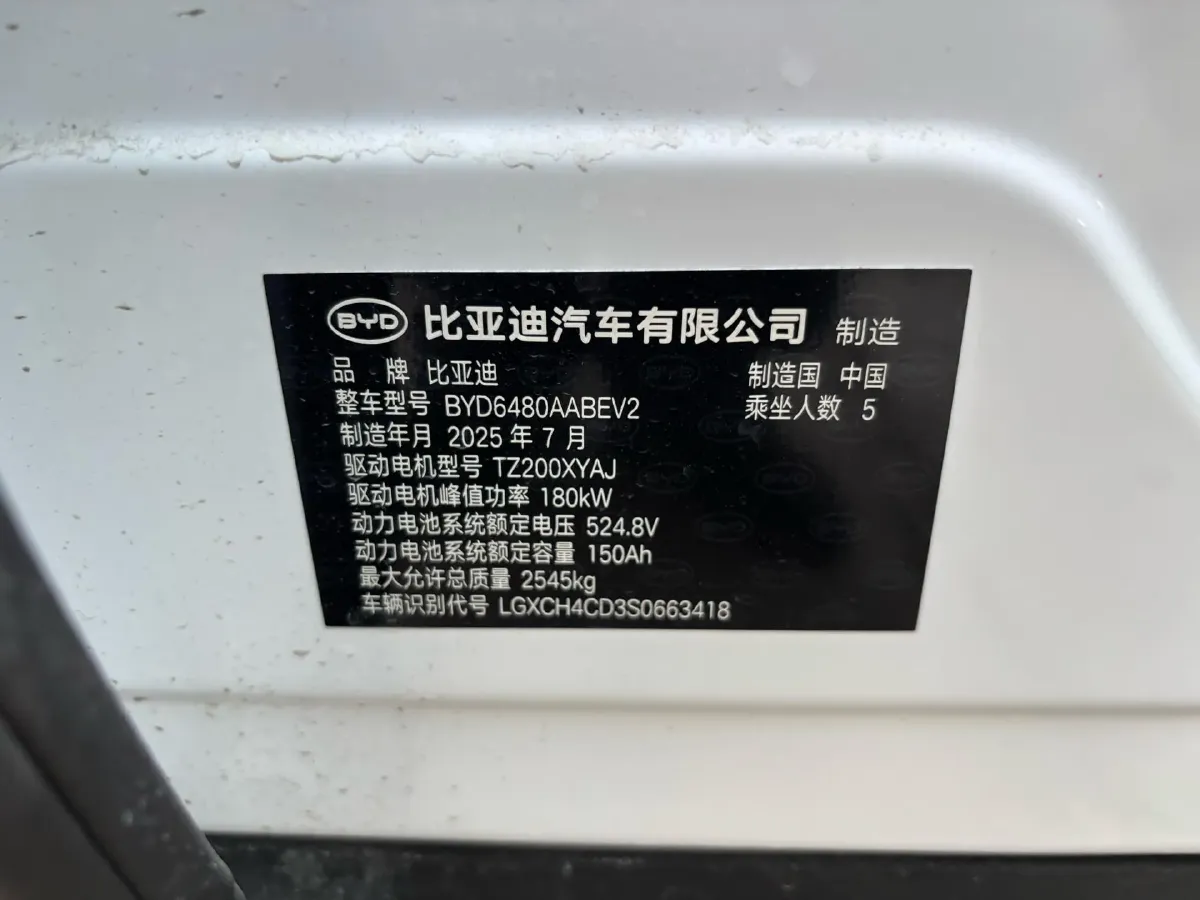 BYD 比亚迪汽车有限公司 制造
品 牌 比亚迪 制造国 中国
整车型号 BYD6480AABEV2 乘坐人数 5
制造年月 2025 年 7 月
驱动电机型号 TZ200XYAJ
驱动电机峰值功率 180kW
动力电池系统额定电压 524.8V
动力电池系统额定容量 150Ah
最大允许总质量 2545kg
车辆识别代号 LGXCH4CD3S0663418